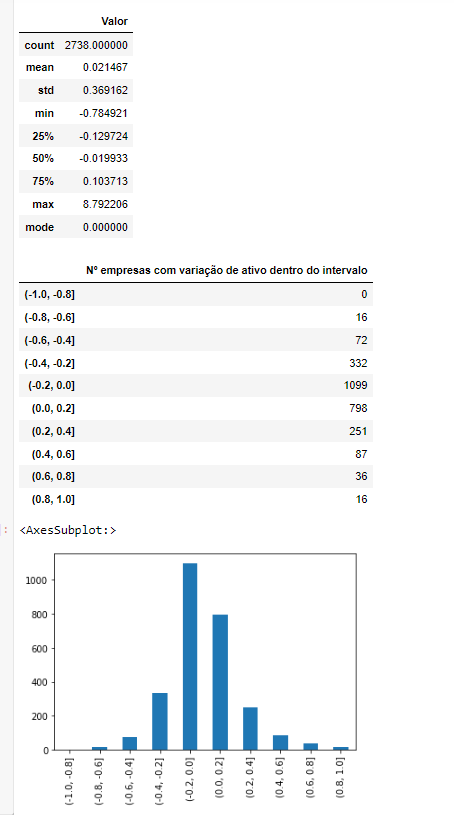 Valor
count 2738.000000
mean 0.021467
std 0.369162
min -0.784921
25% -0.129724
50% -0.019933
75% 0.103713
max 8.792206
mode 0.000000
Nº empresas com variação de ativo dentro do intervalo
(-1.0, -0.8] 0
(-0.8, -0.6] 16
(-0.6, -0.4] 72
(-0.4, -0.2] 332
(-0.2, 0.0] 1099
(0.0, 0.2] 798
(0.2, 0.4] 251
(0.4, 0.6] 87
(0.6, 0.8] 36
(0.8, 1.0] 16
]: <AxesSubplot:>
1000
800
600
400
200
0
(-1.0, -0.8]
(-0.8, -0.6]
(-0.6, -0.4]
(-0.4, -0.2]
(-0.2, 0.0]
(0.0, 0.2]
(0.2, 0.4]
(0.4, 0.6]
(0.6, 0.8]
(0.8, 1.0]